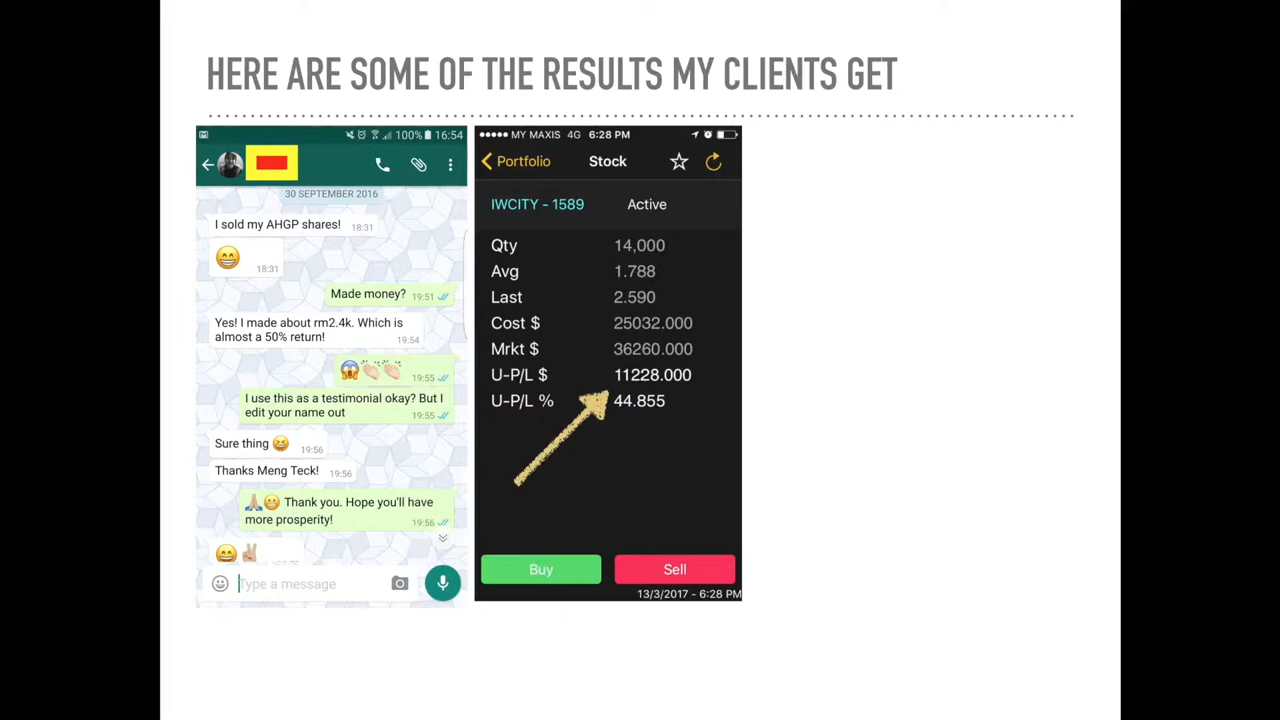 HERE ARE SOME OF THE RESULTS MY CLIENTS GET
100% 16:54
30 SEPTEMBER 2016
I sold my AHGP shares! 18:31
18:31
Made money? 19:51
Yes! I made about rm2.4k. Which is
almost a 50% return! 19:54
19:55
I use this as a testimonial okay? But I
edit your name out 19:55
Sure thing 19:56
Thanks Meng Teck! 19:56
Thank you. Hope you'll have
more prosperity! 19:56
Type a message
MY MAXIS 4G 6:28 PM
Portfolio Stock
IWCITY - 1589 Active
Qty 14,000
Avg 1.788
Last 2.590
Cost $ 25032.000
Mrkt $ 36260.000
U-P/L $ 11228.000
U-P/L % 44.855
Buy Sell
13/3/2017 - 6:28 PM